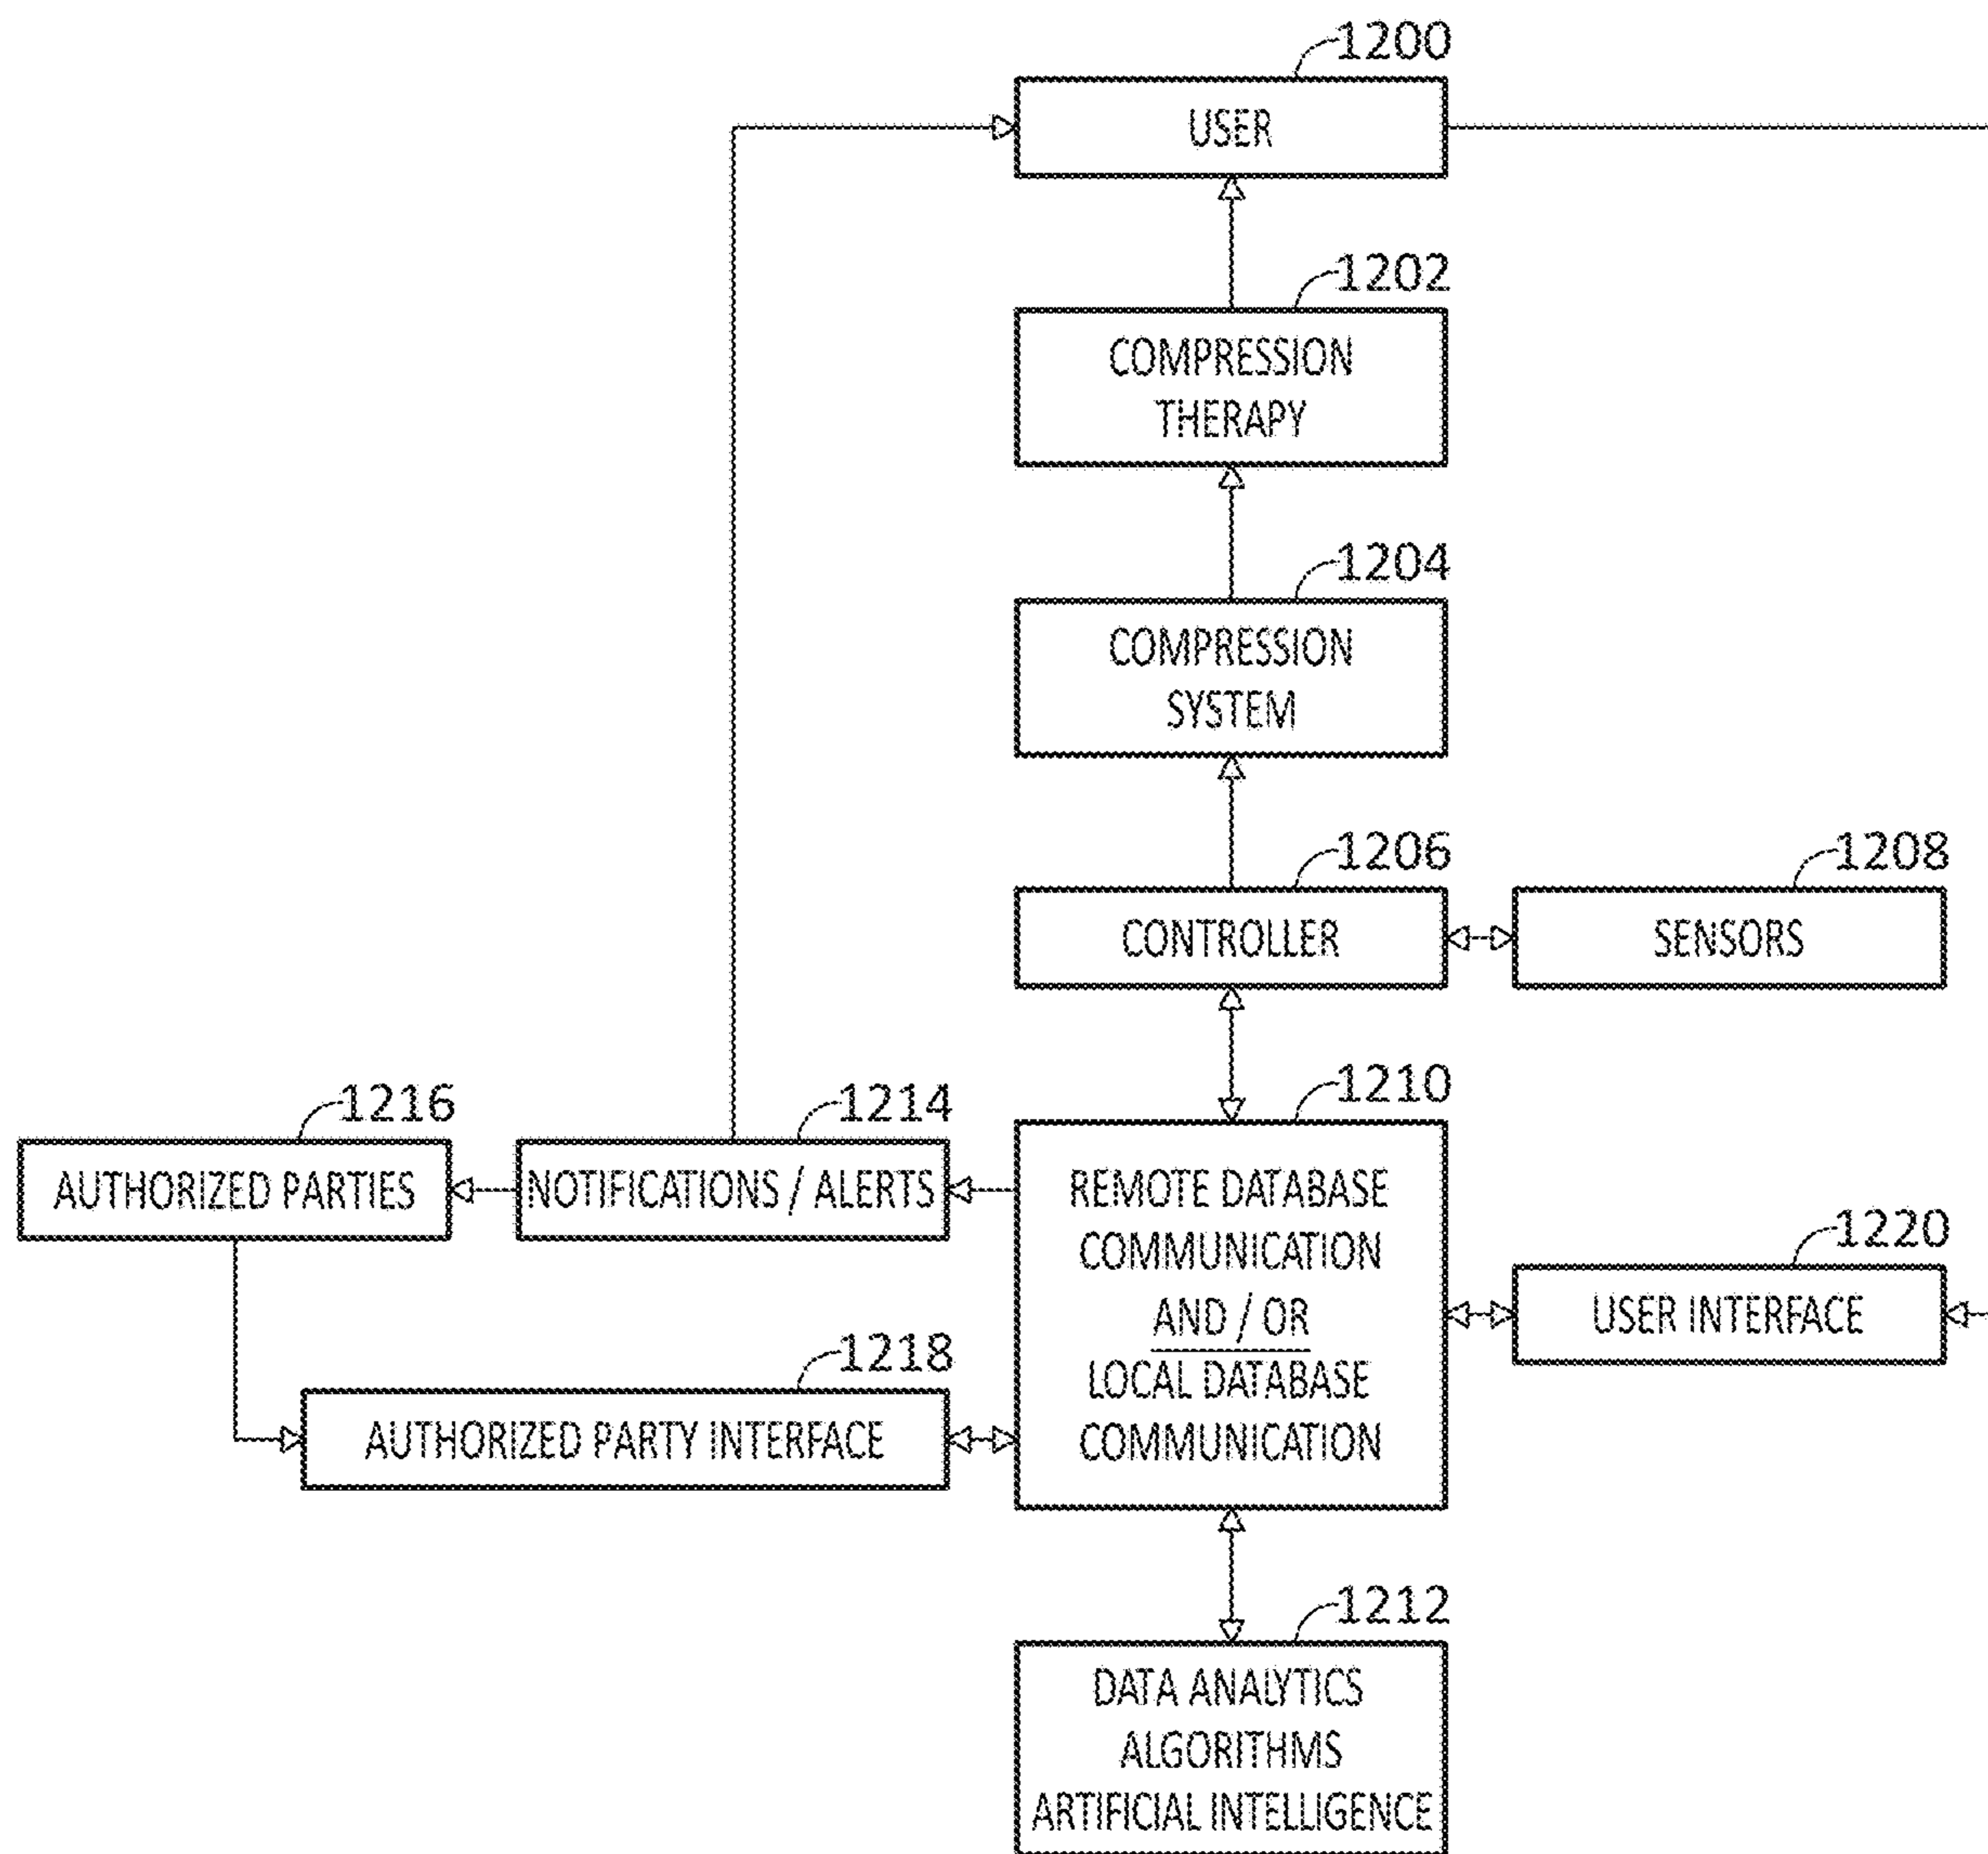 1200
USER
1202
COMPRESSION
THERAPY
1204
COMPRESSION
SYSTEM
1206
CONTROLLER
1208
SENSORS
1216
AUTHORIZED PARTIES
1214
NOTIFICATIONS / ALERTS
1210
REMOTE DATABASE
COMMUNICATION
AND / OR
LOCAL DATABASE
COMMUNICATION
1220
USER INTERFACE
1218
AUTHORIZED PARTY INTERFACE
1212
DATA ANALYTICS
ALGORITHMS
ARTIFICIAL INTELLIGENCE